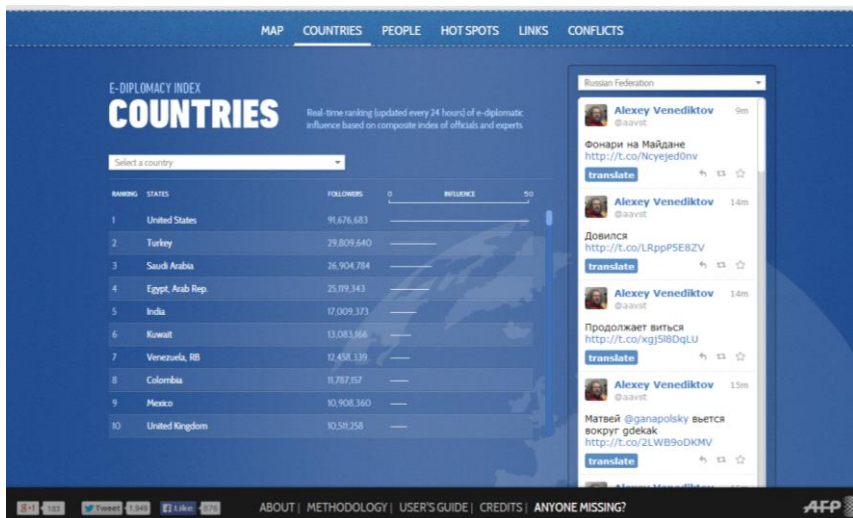 MAP COUNTRIES PEOPLE HOT SPOTS LINKS CONFLICTS
E-DIPLOMACY INDEX
COUNTRIES
Real-time ranking (updated every 24 hours) of e-diplomatic
influence based on composite index of officials and experts
Select a country
RANKING STATES FOLLOWERS 0 INFLUENCE 50
1 United States 91,676,683
2 Turkey 29,809,640
3 Saudi Arabia 26,904,784
4 Egypt, Arab Rep. 25,119,343
5 India 17,009,373
6 Kuwait 13,083,166
7 Venezuela, RB 12,458,339
8 Colombia 11,787,157
9 Mexico 10,908,360
10 United Kingdom 10,511,258
Russian Federation
Alexey Venediktov 9m
@aavst
Фонари на Майдане
http://t.co/Ncyejed0nv
translate
Alexey Venediktov 14m
@aavst
Довился
http://t.co/LRppP5E8ZV
translate
Alexey Venediktov 14m
@aavst
Продолжает виться
http://t.co/xgj5l8DqLU
translate
Alexey Venediktov 15m
@aavst
Матвей @ganapolsky вьется
вокруг gdekak
http://t.co/2LWB9oDKMV
translate
+1 183 Tweet 1,949 Like 876
ABOUT | METHODOLOGY | USER'S GUIDE | CREDITS | ANYONE MISSING?
AFP